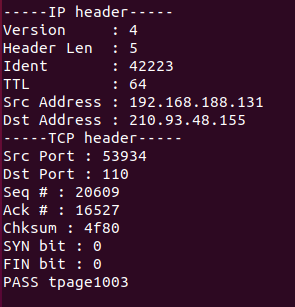 -----IP header-----
Version     : 4
Header Len  : 5
Ident       : 42223
TTL         : 64
Src Address : 192.168.188.131
Dst Address : 210.93.48.155
-----TCP header-----
Src Port : 53934
Dst Port : 110
Seq # : 20609
Ack # : 16527
Chksum : 4f80
SYN bit : 0
FIN bit : 0
PASS tpage1003